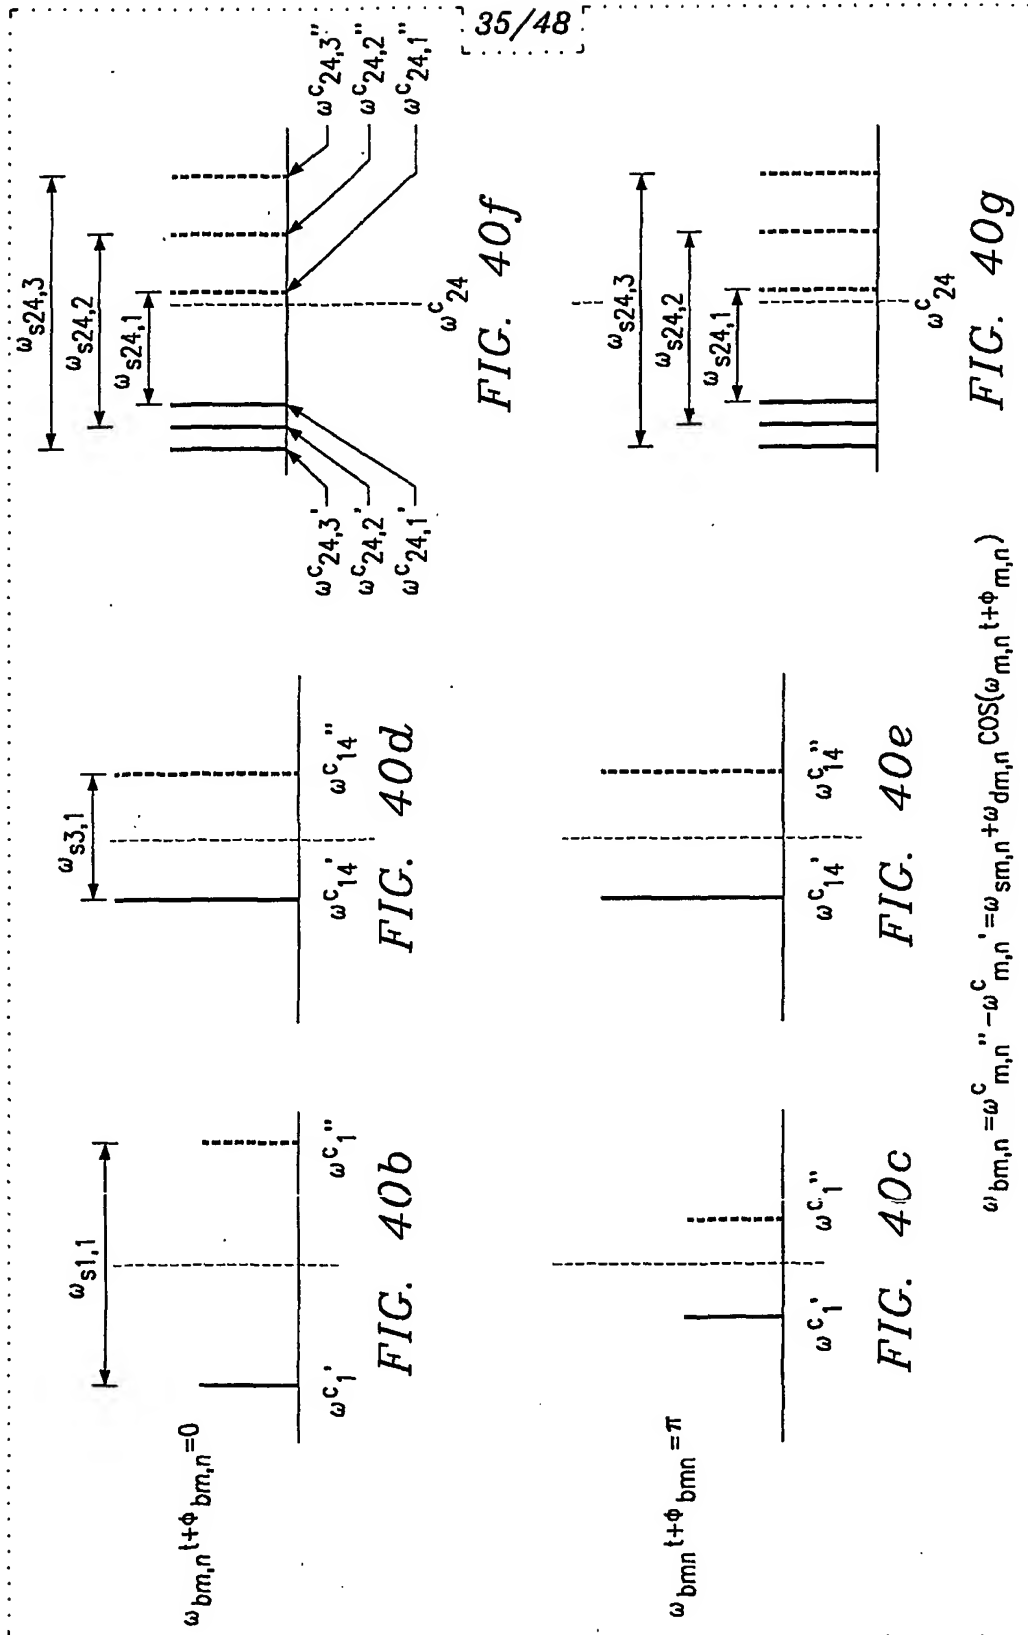 35/48
ω_{bm,n}t+Φ_{bm,n}=0
ω_{s1,1}
ω^C_1'
ω^C_1"
FIG. 40b
ω_{s3,1}
ω^C_{14}'
ω^C_{14}"
FIG. 40d
ω_{s24,3}
ω_{s24,2}
ω_{s24,1}
ω^C_{24,3}'
ω^C_{24,2}'
ω^C_{24,1}'
ω^C_{24,3}"
ω^C_{24,2}"
ω^C_{24,1}"
ω^C_{24}
FIG. 40f
ω_{bmn}t+Φ_{bmn}=π
ω^C_1'
ω^C_1"
FIG. 40c
ω^C_{14}'
ω^C_{14}"
FIG. 40e
ω_{s24,3}
ω_{s24,2}
ω_{s24,1}
ω^C_{24}
FIG. 40g
ω_{bm,n}=ω^C_{m,n}"-ω^C_{m,n}'=ω_{sm,n}+ω_{dm,n}COS(ω_{m,n}t+Φ_{m,n})